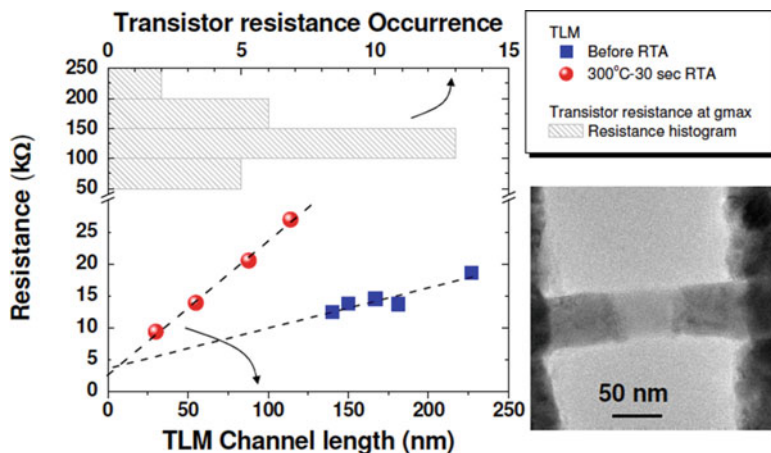 Transistor resistance Occurrence
0 5 10 15
250
200
150
100
50
25
20
15
10
5
0
Resistance (kΩ)
0 50 100 150 200 250
TLM Channel length (nm)
TLM
Before RTA
300°C-30 sec RTA
Transistor resistance at gmax
Resistance histogram
50 nm